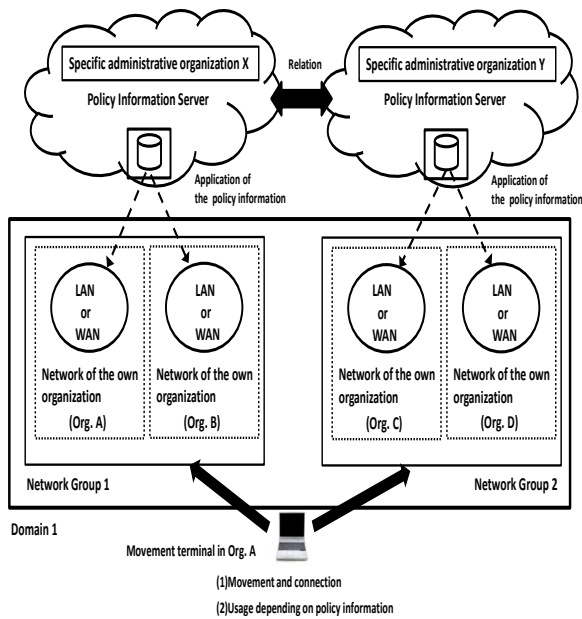 Specific administrative organization X
Policy Information Server
Relation
Specific administrative organization Y
Policy Information Server
Application of
the policy information
Application of
the policy information
LAN
or
WAN
Network of the own
organization
(Org. A)
LAN
or
WAN
Network of the own
organization
(Org. B)
LAN
or
WAN
Network of the own
organization
(Org. C)
LAN
or
WAN
Network of the own
organization
(Org. D)
Network Group 1
Network Group 2
Domain 1
Movement terminal in Org. A
(1)Movement and connection
(2)Usage depending on policy information